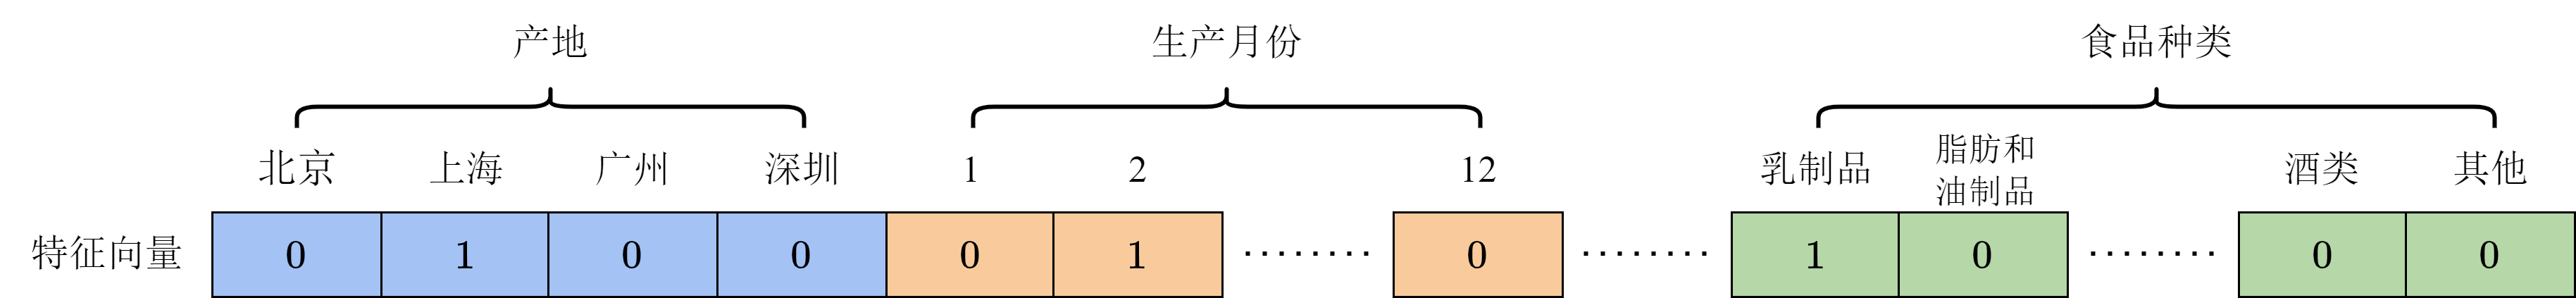 产地 生产月份 食品种类
北京 上海 广州 深圳 1 2 12 乳制品 脂肪和 酒类 其他
油制品
特征向量 0 1 0 0 0 1 ········ 0 ········ 1 0 ········ 0 0